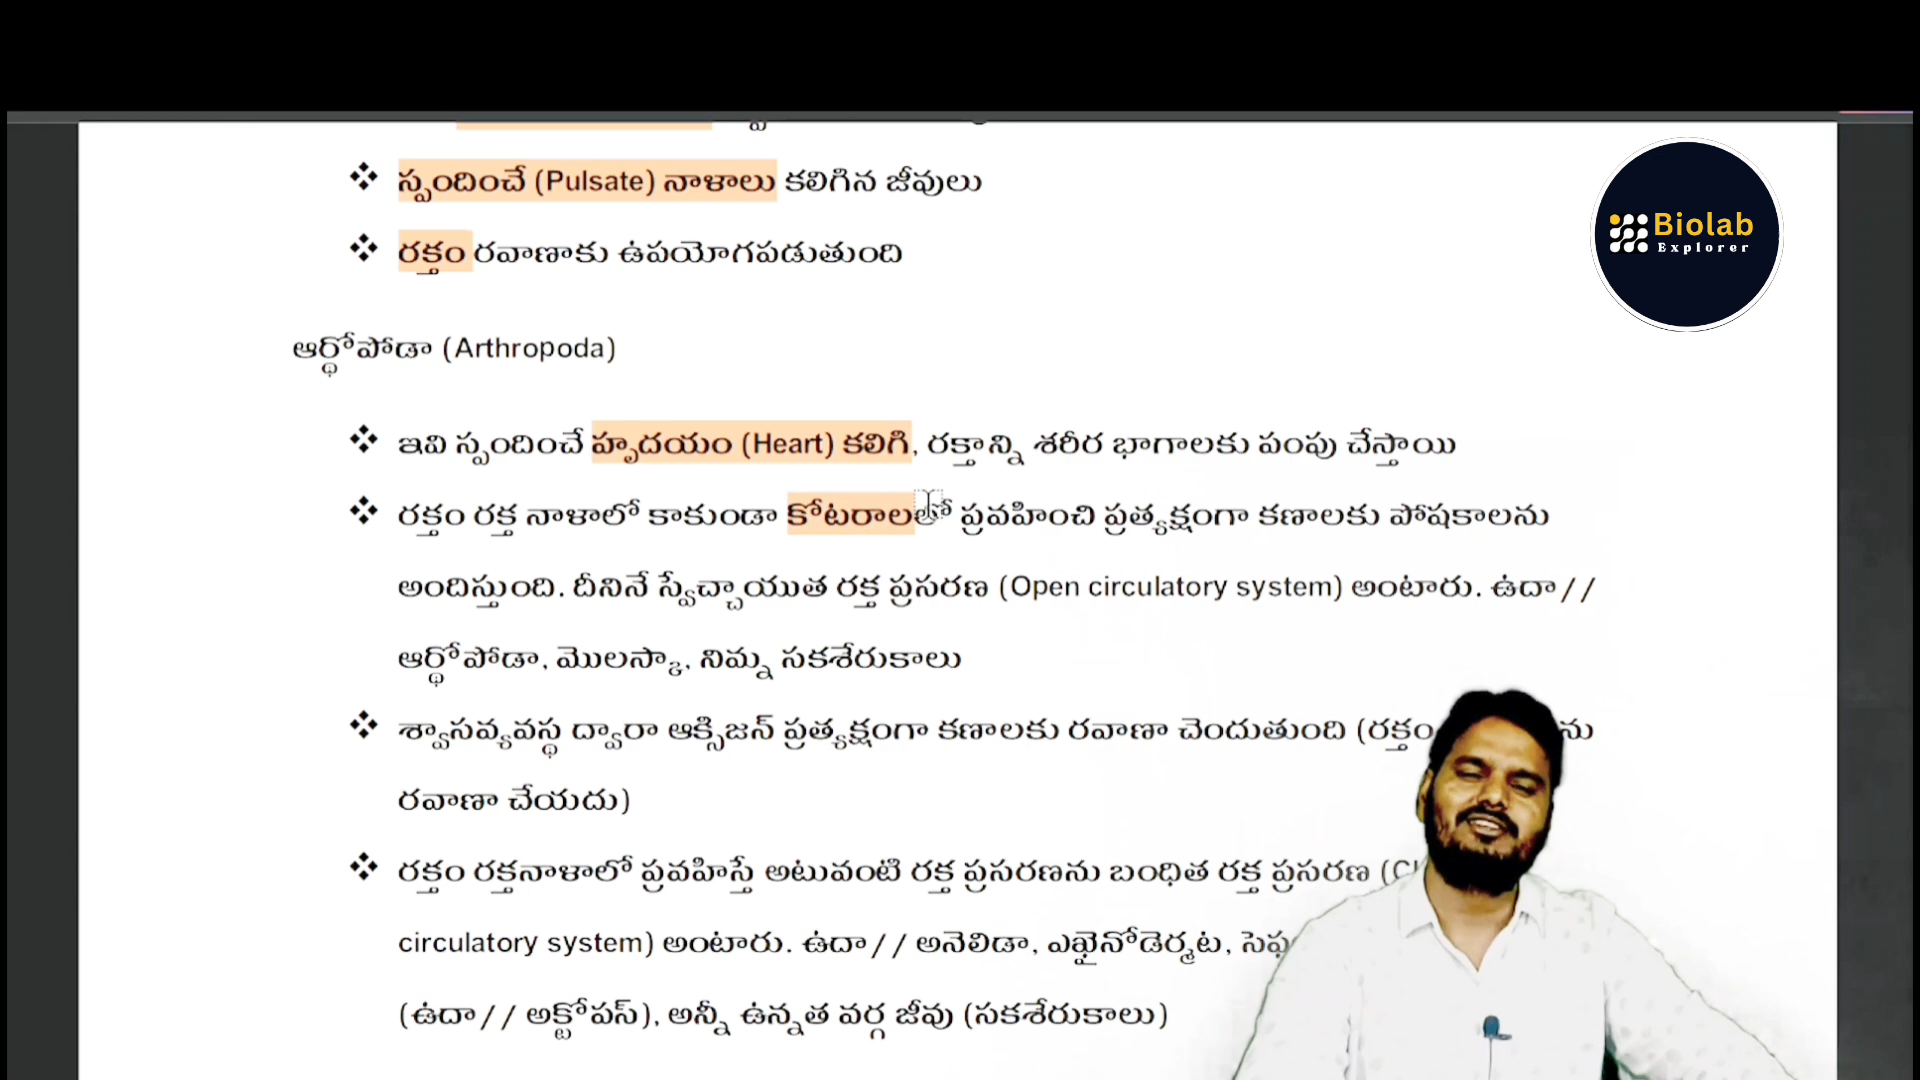 ❖ స్పందించే (Pulsate) నాళాలు కలిగిన జీవులు
❖ రక్తం రవాణాకు ఉపయోగపడుతుంది
Biolab
Explorer
ఆర్థోపోడా (Arthropoda)
❖ ఇవి స్పందించే హృదయం (Heart) కలిగి, రక్తాన్ని శరీర భాగాలకు పంపు చేస్తాయి
❖ రక్తం రక్త నాళాలో కాకుండా కోటరాలలో ప్రవహించి ప్రత్యక్షంగా కణాలకు పోషకాలను
అందిస్తుంది. దీనినే స్వేచ్ఛాయుత రక్త ప్రసరణ (Open circulatory system) అంటారు. ఉదా//
ఆర్థోపోడా, మొలస్కా, నిమ్న సకశేరుకాలు
❖ శ్వాసవ్యవస్థ ద్వారా ఆక్సిజన్ ప్రత్యక్షంగా కణాలకు రవాణా చెందుతుంది (రక్తం
రవాణా చేయదు)
❖ రక్తం రక్తనాళాలో ప్రవహిస్తే అటువంటి రక్త ప్రసరణను బంధిత రక్త ప్రసరణ
circulatory system) అంటారు. ఉదా// అనెలిడా, ఎఖైనోడెర్మట,
(ఉదా// అక్టోపస్), అన్నీ ఉన్నత వర్గ జీవు (సకశేరుకాలు)